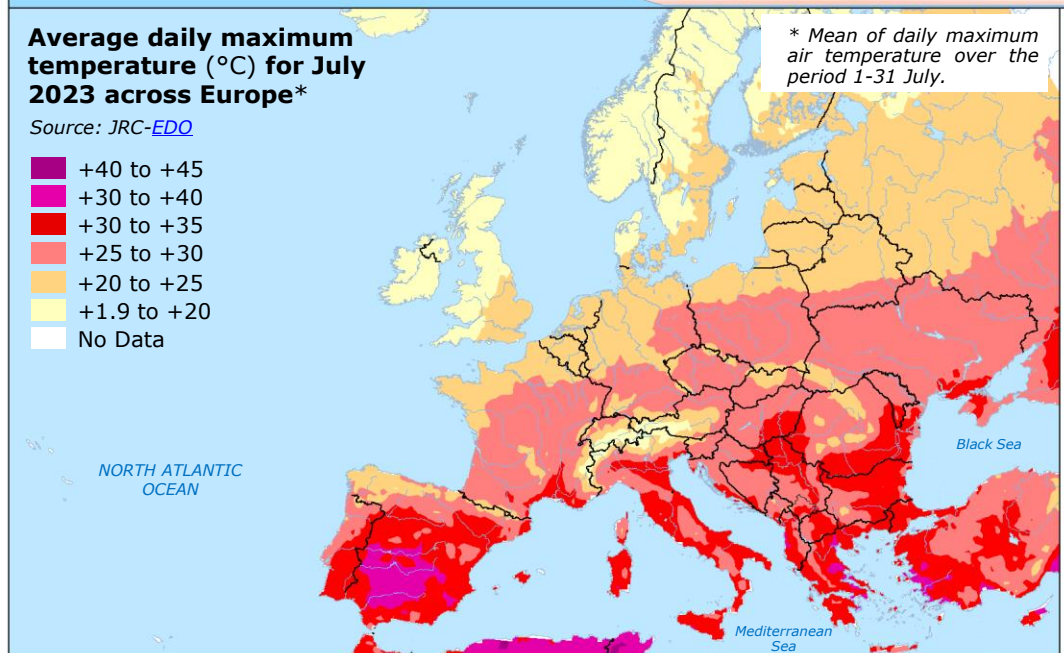 Average daily maximum
temperature (°C) for July
2023 across Europe*
Source: JRC-EDO
+40 to +45
+30 to +40
+30 to +35
+25 to +30
+20 to +25
+1.9 to +20
No Data
* Mean of daily maximum
air temperature over the
period 1-31 July.
NORTH ATLANTIC
OCEAN
Black Sea
Mediterranean
Sea